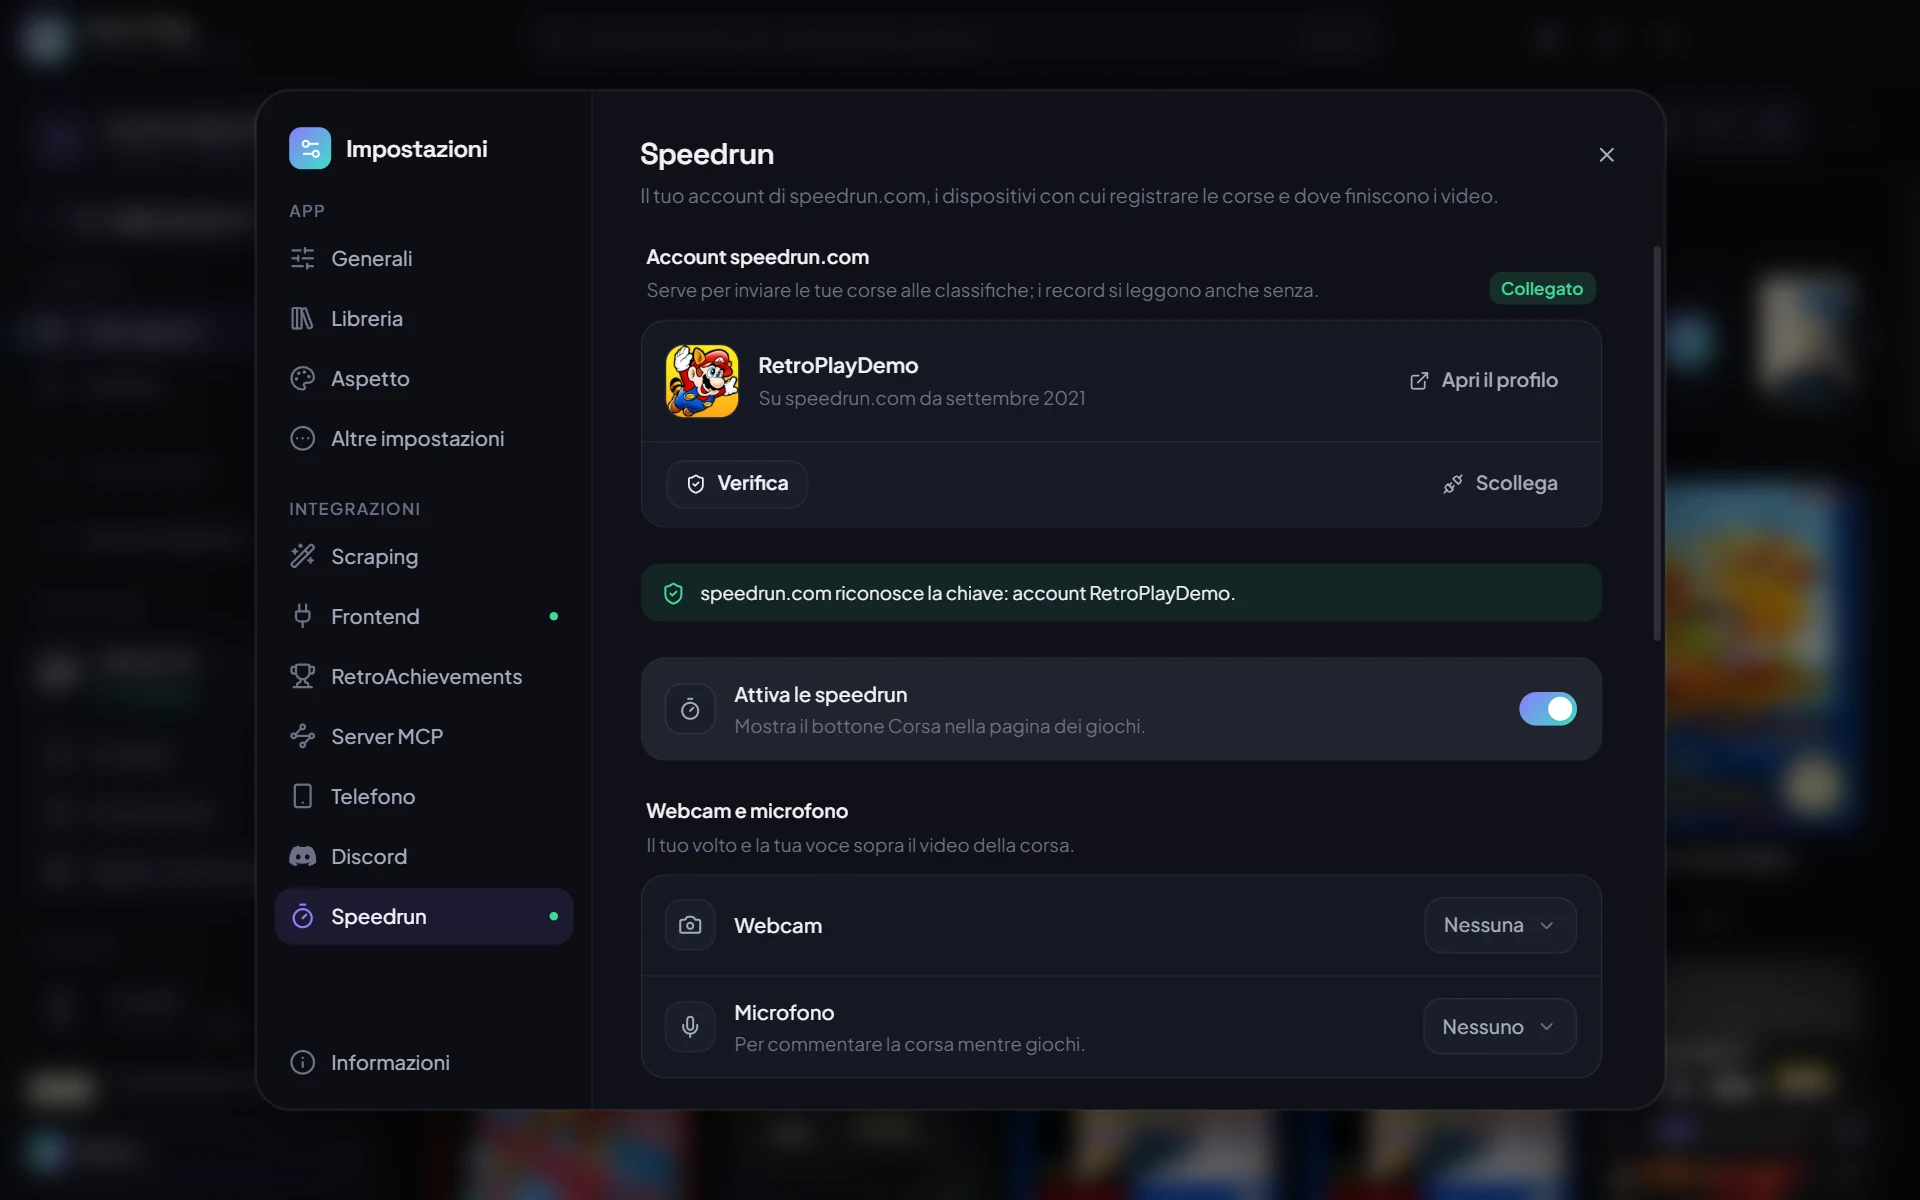 Impostazioni
APP
Generali
Libreria
Aspetto
Altre impostazioni
INTEGRAZIONI
Scraping
Frontend
RetroAchievements
Server MCP
Telefono
Discord
Speedrun
Informazioni
Speedrun
Il tuo account di speedrun.com, i dispositivi con cui registrare le corse e dove finiscono i video.
Account speedrun.com
Serve per inviare le tue corse alle classifiche; i record si leggono anche senza.
Collegato
RetroPlayDemo
Su speedrun.com da settembre 2021
Apri il profilo
Verifica
Scollega
speedrun.com riconosce la chiave: account RetroPlayDemo.
Attiva le speedrun
Mostra il bottone Corsa nella pagina dei giochi.
Webcam e microfono
Il tuo volto e la tua voce sopra il video della corsa.
Webcam
Nessuna
Microfono
Per commentare la corsa mentre giochi.
Nessuno